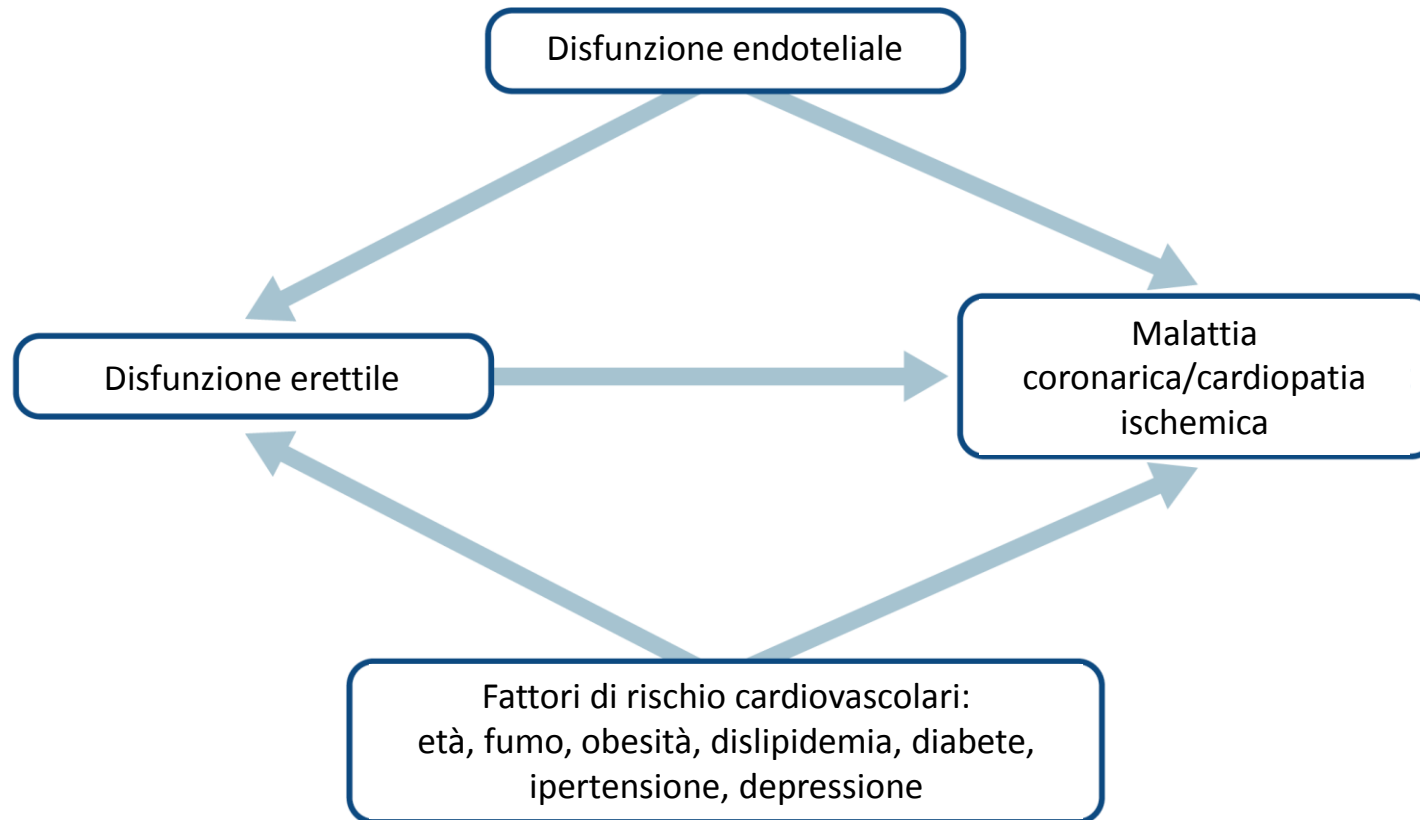 Disfunzione endoteliale
Disfunzione erettile
Malattia
coronarica/cardiopatia
ischemica
Fattori di rischio cardiovascolari:
età, fumo, obesità, dislipidemia, diabete,
ipertensione, depressione